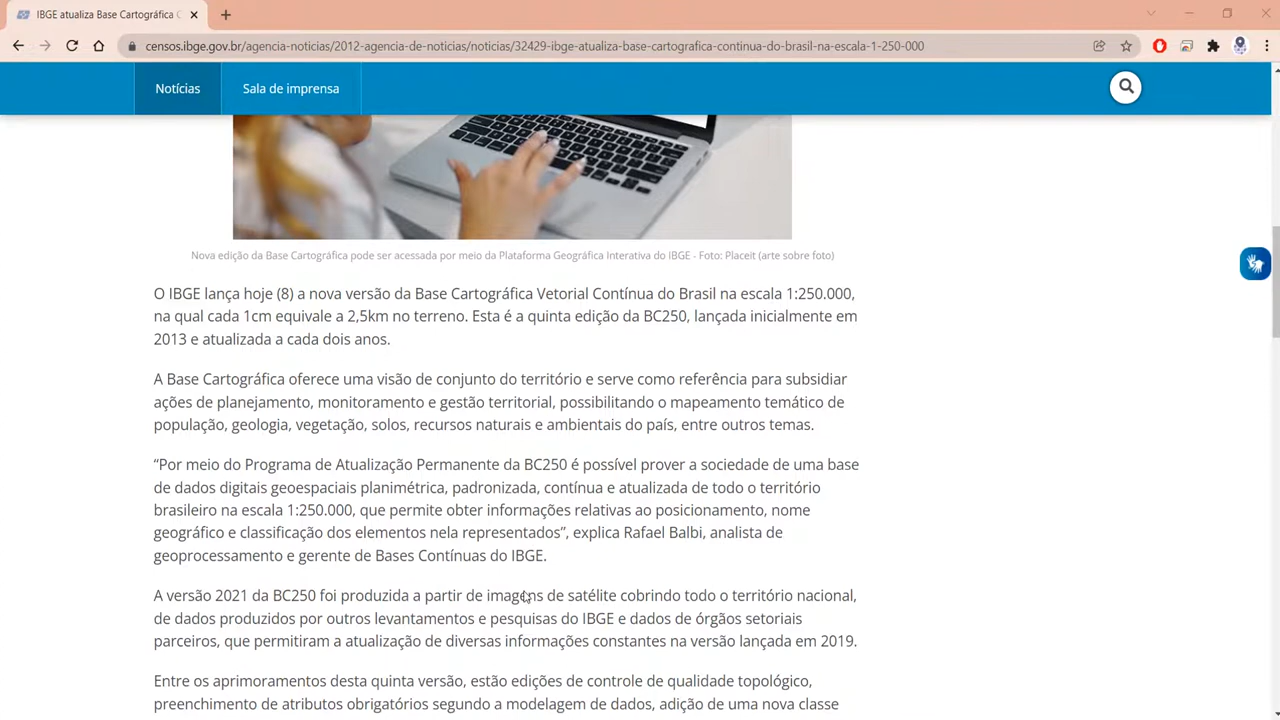 IBGE atualiza Base Cartográfica C
censos.ibge.gov.br/agencia-noticias/2012-agencia-de-noticias/noticias/32429-ibge-atualiza-base-cartografica-continua-do-brasil-na-escala-1-250-000
Notícias
Sala de imprensa
Nova edição da Base Cartográfica pode ser acessada por meio da Plataforma Geográfica Interativa do IBGE - Foto: Placeit (arte sobre foto)
O IBGE lança hoje (8) a nova versão da Base Cartográfica Vetorial Contínua do Brasil na escala 1:250.000,
na qual cada 1cm equivale a 2,5km no terreno. Esta é a quinta edição da BC250, lançada inicialmente em
2013 e atualizada a cada dois anos.
A Base Cartográfica oferece uma visão de conjunto do território e serve como referência para subsidiar
ações de planejamento, monitoramento e gestão territorial, possibilitando o mapeamento temático de
população, geologia, vegetação, solos, recursos naturais e ambientais do país, entre outros temas.
“Por meio do Programa de Atualização Permanente da BC250 é possível prover a sociedade de uma base
de dados digitais geoespaciais planimétrica, padronizada, contínua e atualizada de todo o território
brasileiro na escala 1:250.000, que permite obter informações relativas ao posicionamento, nome
geográfico e classificação dos elementos nela representados”, explica Rafael Balbi, analista de
geoprocessamento e gerente de Bases Contínuas do IBGE.
A versão 2021 da BC250 foi produzida a partir de imagens de satélite cobrindo todo o território nacional,
de dados produzidos por outros levantamentos e pesquisas do IBGE e dados de órgãos setoriais
parceiros, que permitiram a atualização de diversas informações constantes na versão lançada em 2019.
Entre os aprimoramentos desta quinta versão, estão edições de controle de qualidade topológico,
preenchimento de atributos obrigatórios segundo a modelagem de dados, adição de uma nova classe